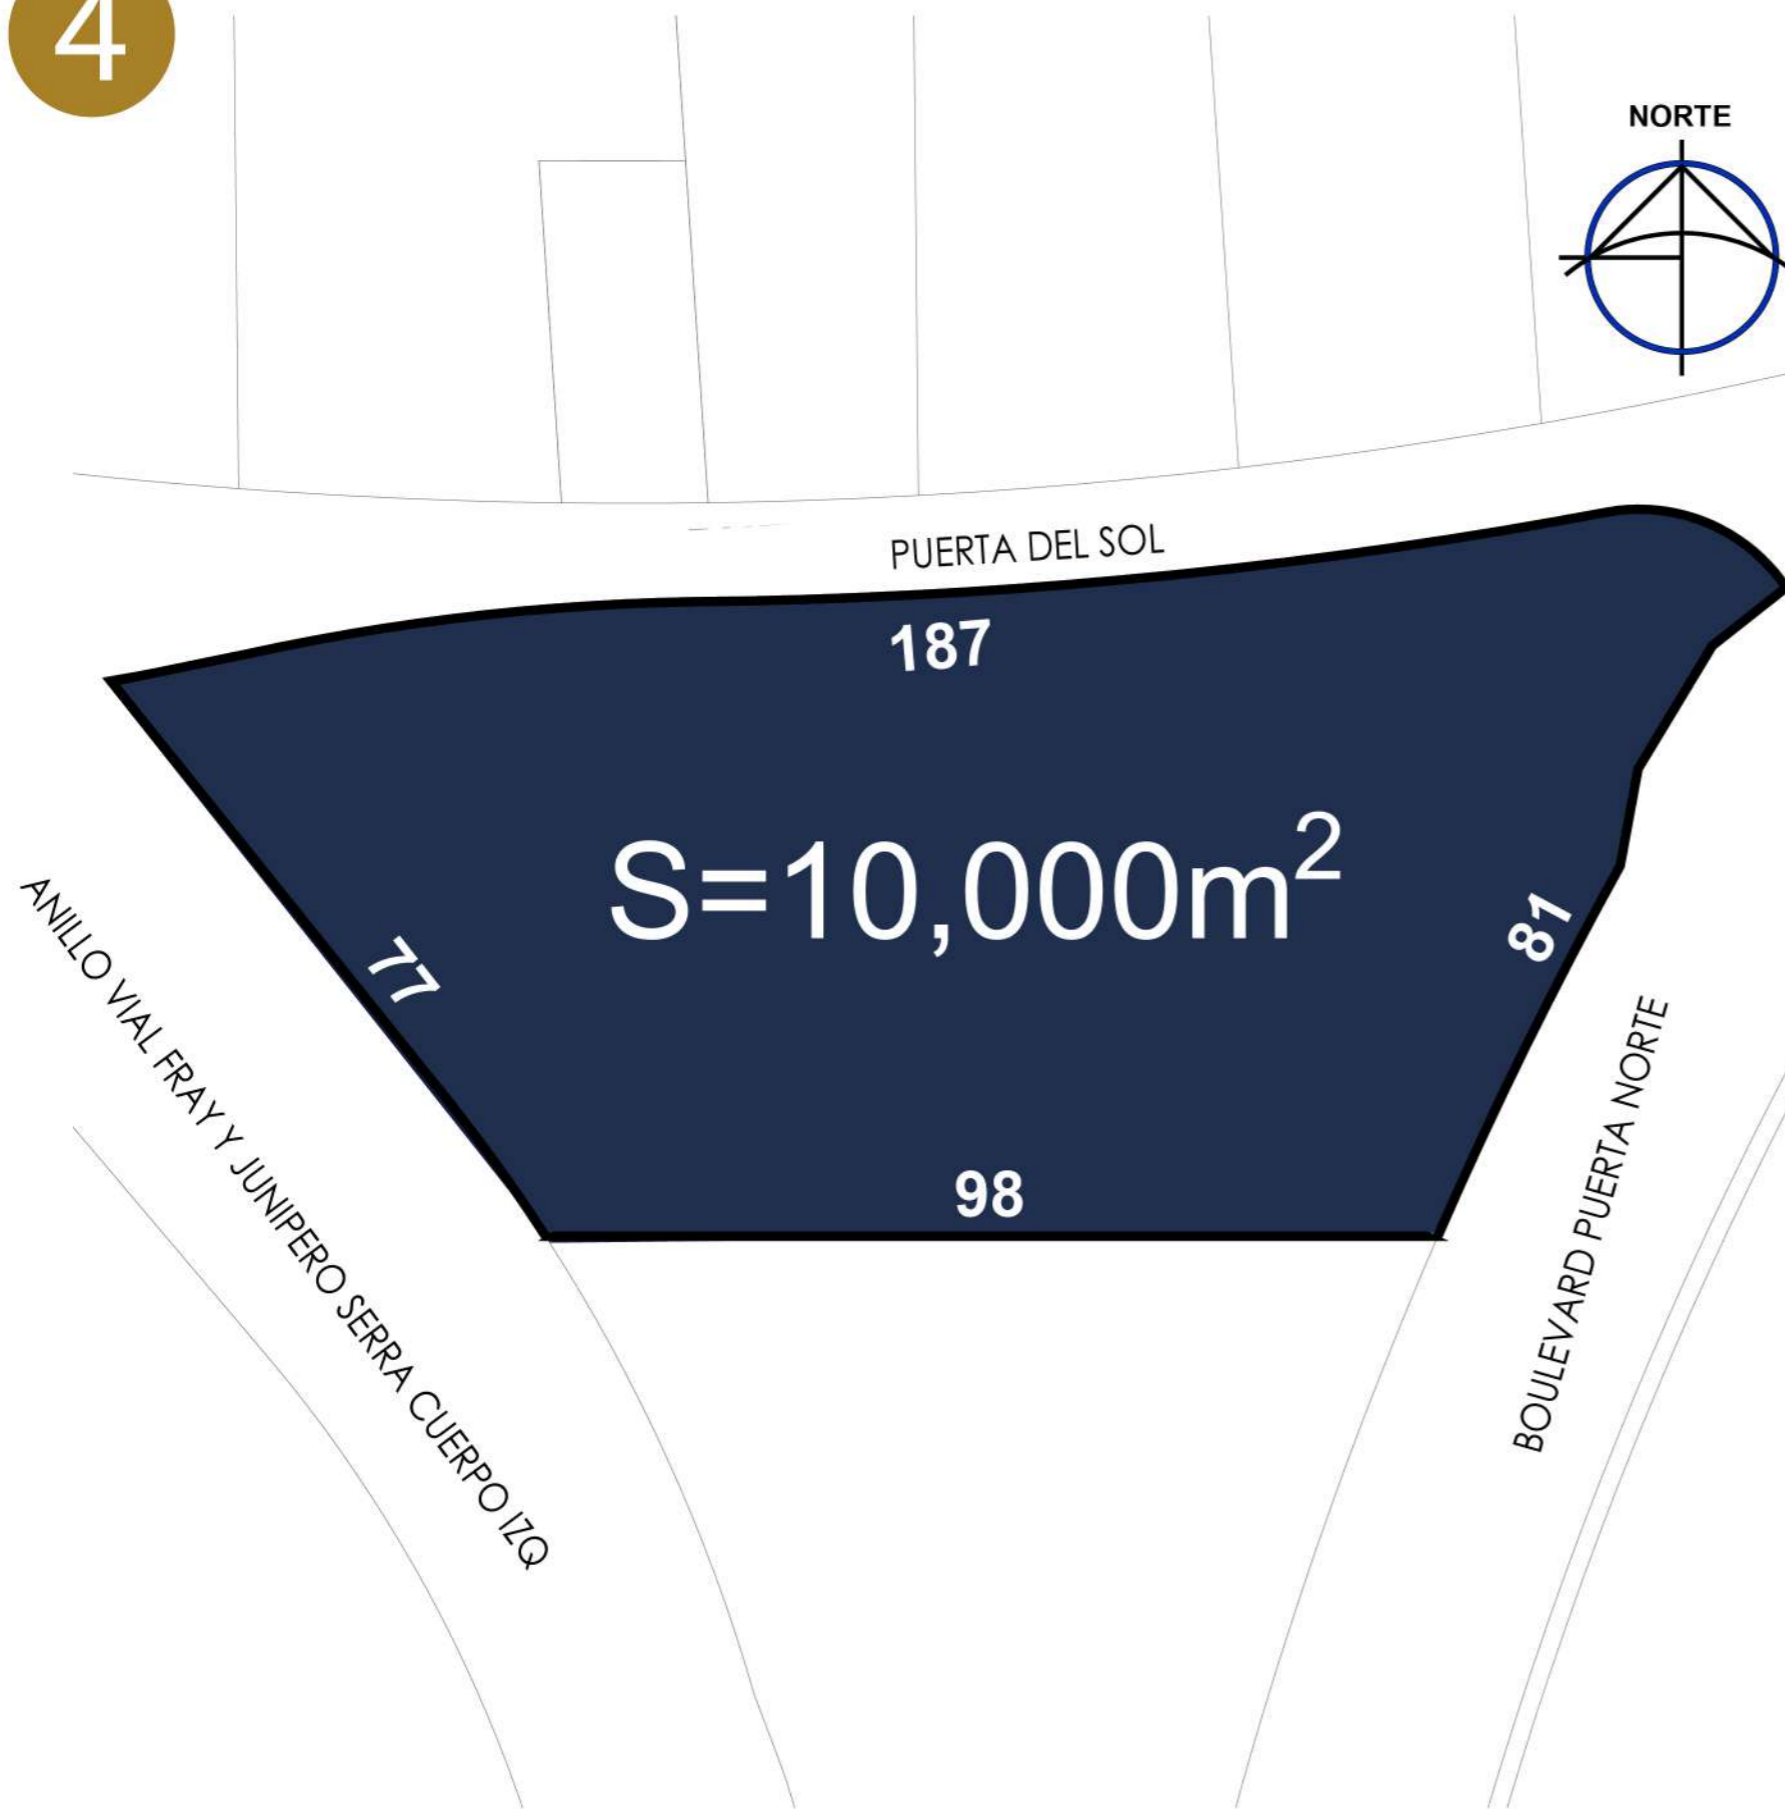 4
NORTE
PUERTA DEL SOL
187
S=10,000m²
77
81
98
ANILLO VIAL FRAY Y JUNIPERO SERRA CUERPO IZQ
BOULEVARD PUERTA NORTE